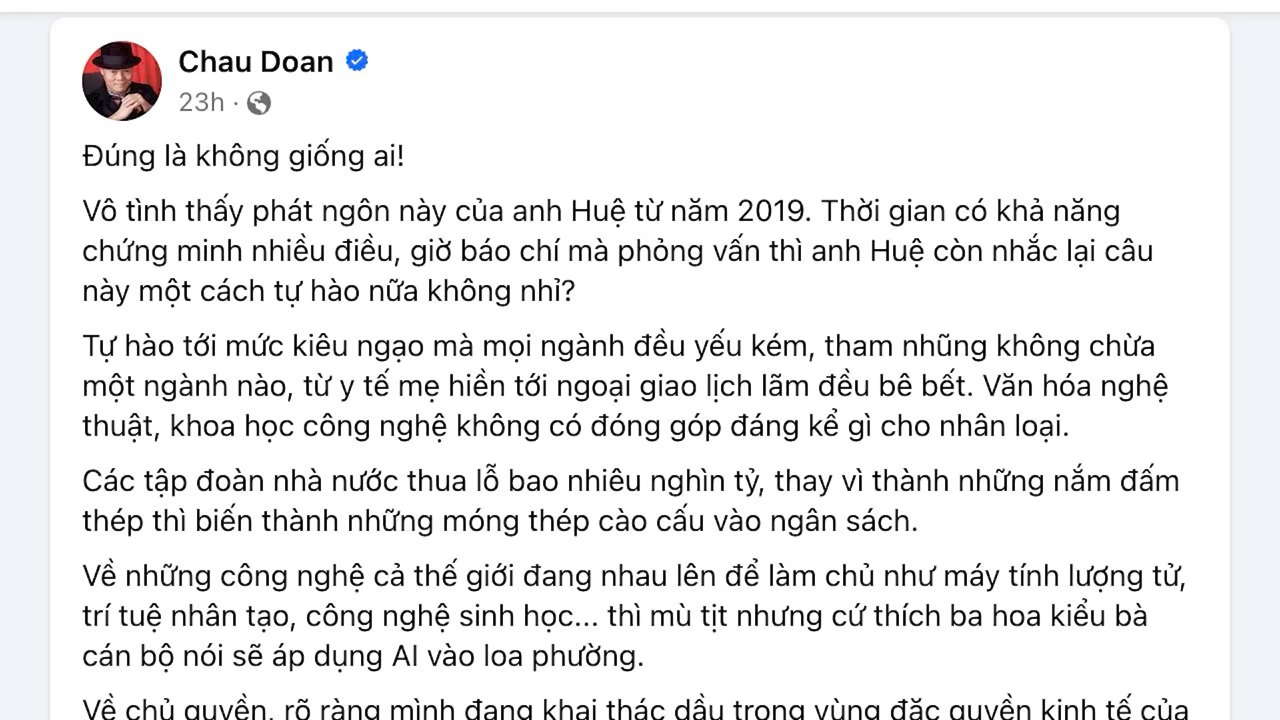 Chau Doan
23h ·
Đúng là không giống ai!
Vô tình thấy phát ngôn này của anh Huệ từ năm 2019. Thời gian có khả năng
chứng minh nhiều điều, giờ báo chí mà phỏng vấn thì anh Huệ còn nhắc lại câu
này một cách tự hào nữa không nhỉ?
Tự hào tới mức kiêu ngạo mà mọi ngành đều yếu kém, tham nhũng không chừa
một ngành nào, từ y tế mẹ hiền tới ngoại giao lịch lãm đều bê bết. Văn hóa nghệ
thuật, khoa học công nghệ không có đóng góp đáng kể gì cho nhân loại.
Các tập đoàn nhà nước thua lỗ bao nhiêu nghìn tỷ, thay vì thành những nắm đấm
thép thì biến thành những móng thép cào cấu vào ngân sách.
Về những công nghệ cả thế giới đang nhau lên để làm chủ như máy tính lượng tử,
trí tuệ nhân tạo, công nghệ sinh học... thì mù tịt nhưng cứ thích ba hoa kiểu bà
cán bộ nói sẽ áp dụng AI vào loa phường.
Về chủ quyền, rõ ràng mình đang khai thác dầu trong vùng đặc quyền kinh tế của